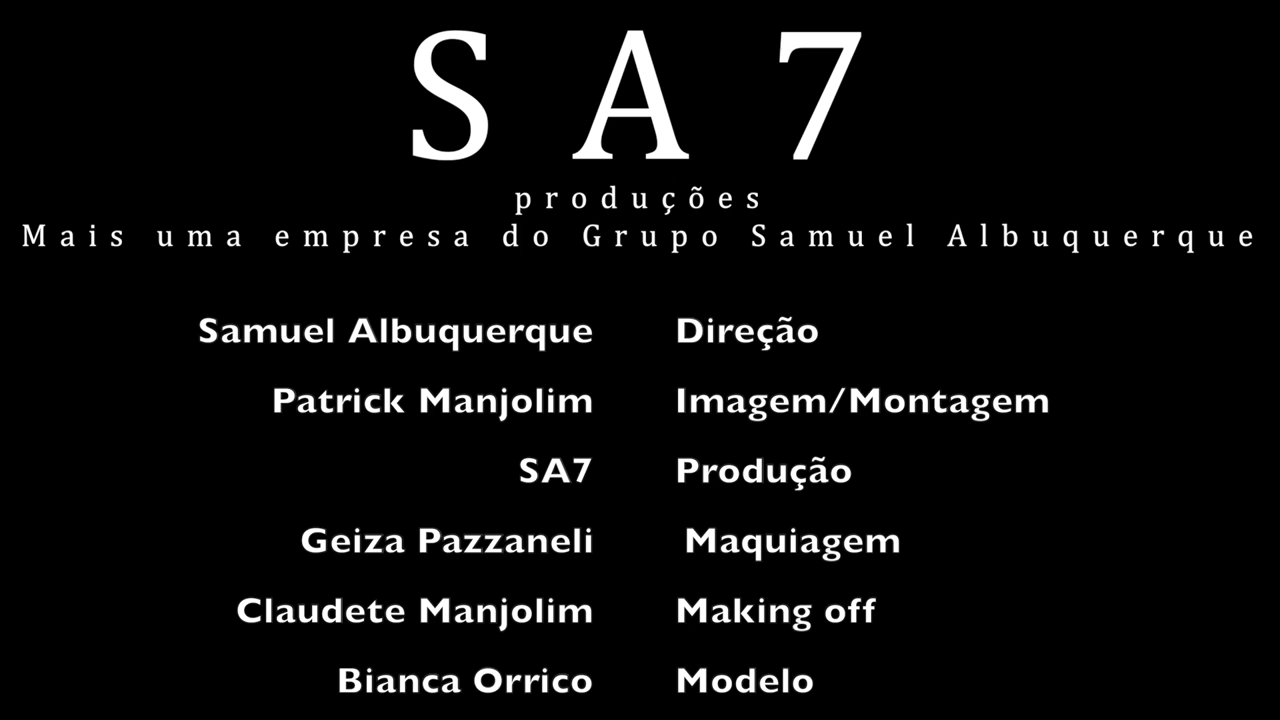 SA7
produções
Mais uma empresa do Grupo Samuel Albuquerque
Samuel Albuquerque Direção
Patrick Manjolim Imagem/Montagem
SA7 Produção
Geiza Pazzaneli Maquiagem
Claudete Manjolim Making off
Bianca Orrico Modelo